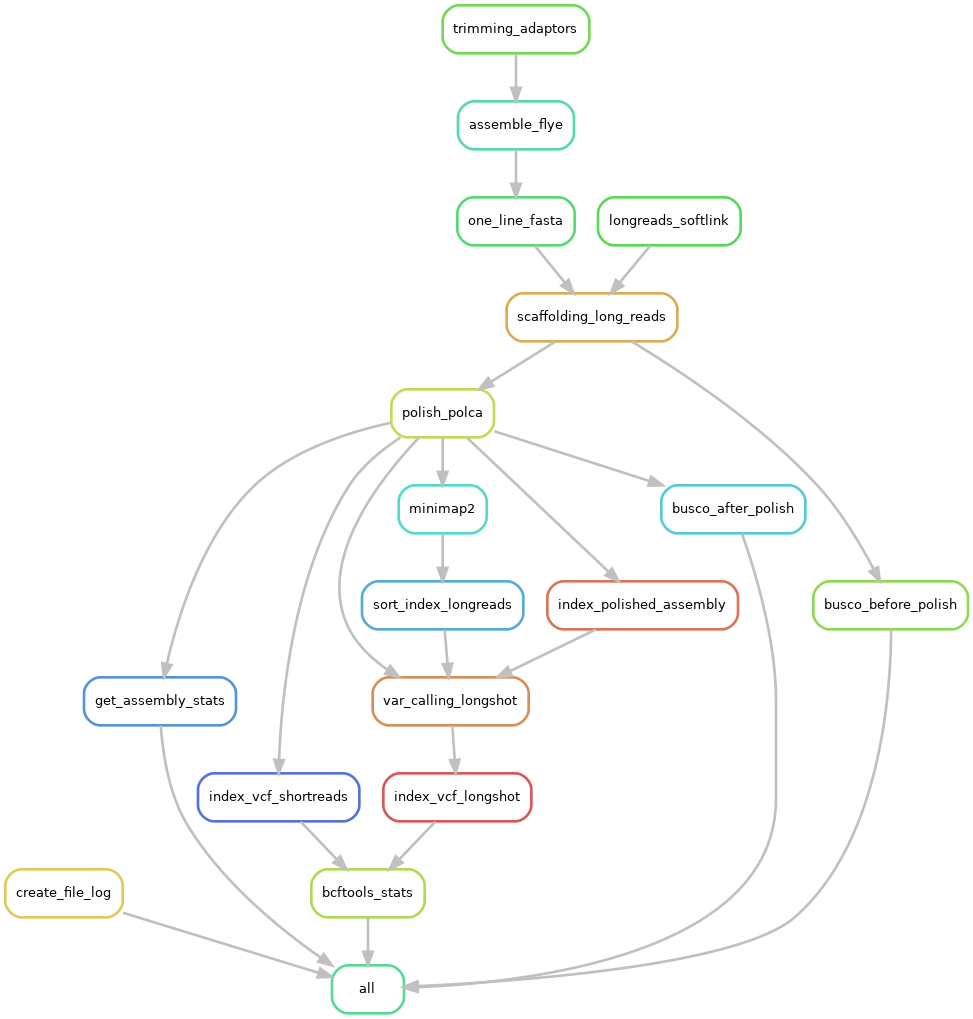 trimming_adaptors
assemble_flye
one_line_fasta
longreads_softlink
scaffolding_long_reads
polish_polca
minimap2
busco_after_polish
sort_index_longreads
index_polished_assembly
busco_before_polish
get_assembly_stats
var_calling_longshot
index_vcf_shortreads
index_vcf_longshot
create_file_log
bcftools_stats
all